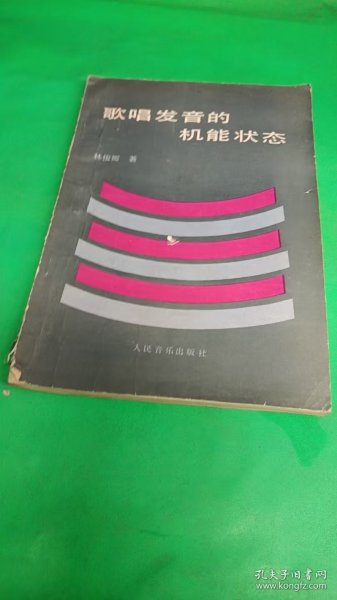 歌唱发音的
机能状态
林俊卿 著
人民音乐出版社
孔夫子旧书网
www.kongfz.com